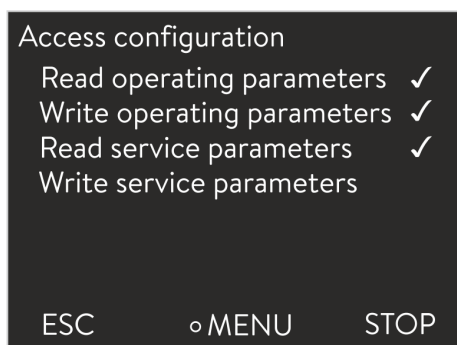 Access configuration
Read operating parameters ✓
Write operating parameters ✓
Read service parameters ✓
Write service parameters
ESC ∘ MENU STOP